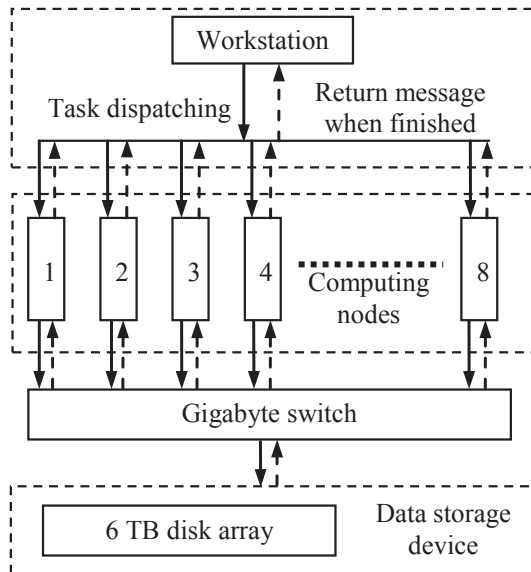 Workstation
Task dispatching
Return message
when finished
1
2
3
4
8
Computing
nodes
Gigabyte switch
6 TB disk array
Data storage
device